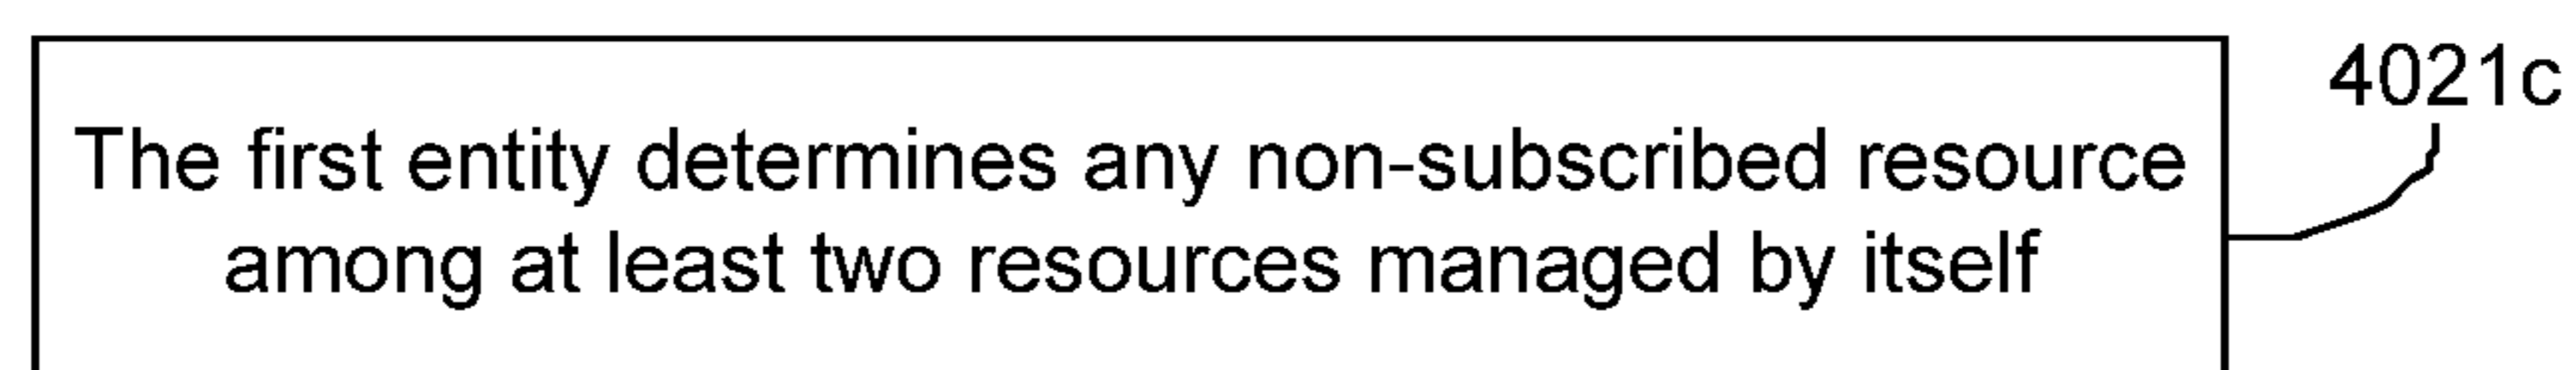 4021c
The first entity determines any non-subscribed resource
among at least two resources managed by itself